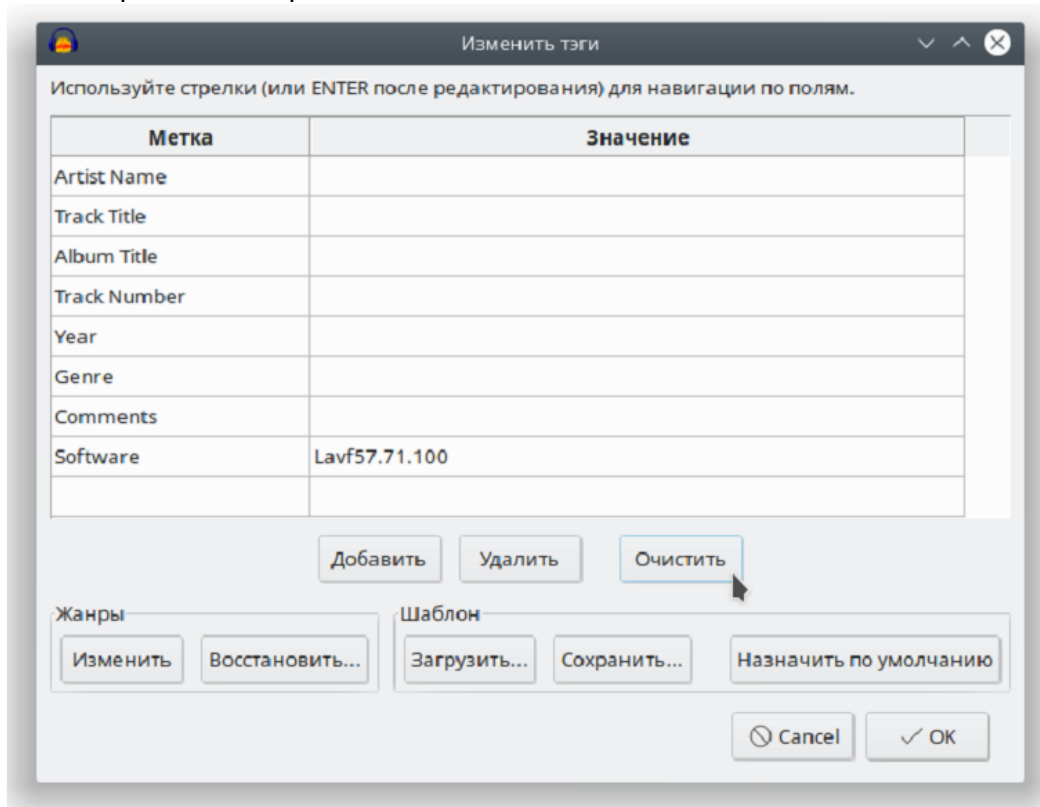 Изменить тэги
Используйте стрелки (или ENTER после редактирования) для навигации по полям.
Метка Значение
Artist Name
Track Title
Album Title
Track Number
Year
Genre
Comments
Software Lavf57.71.100
Добавить Удалить Очистить
Жанры Шаблон
Изменить Восстановить... Загрузить... Сохранить... Назначить по умолчанию
Cancel OK